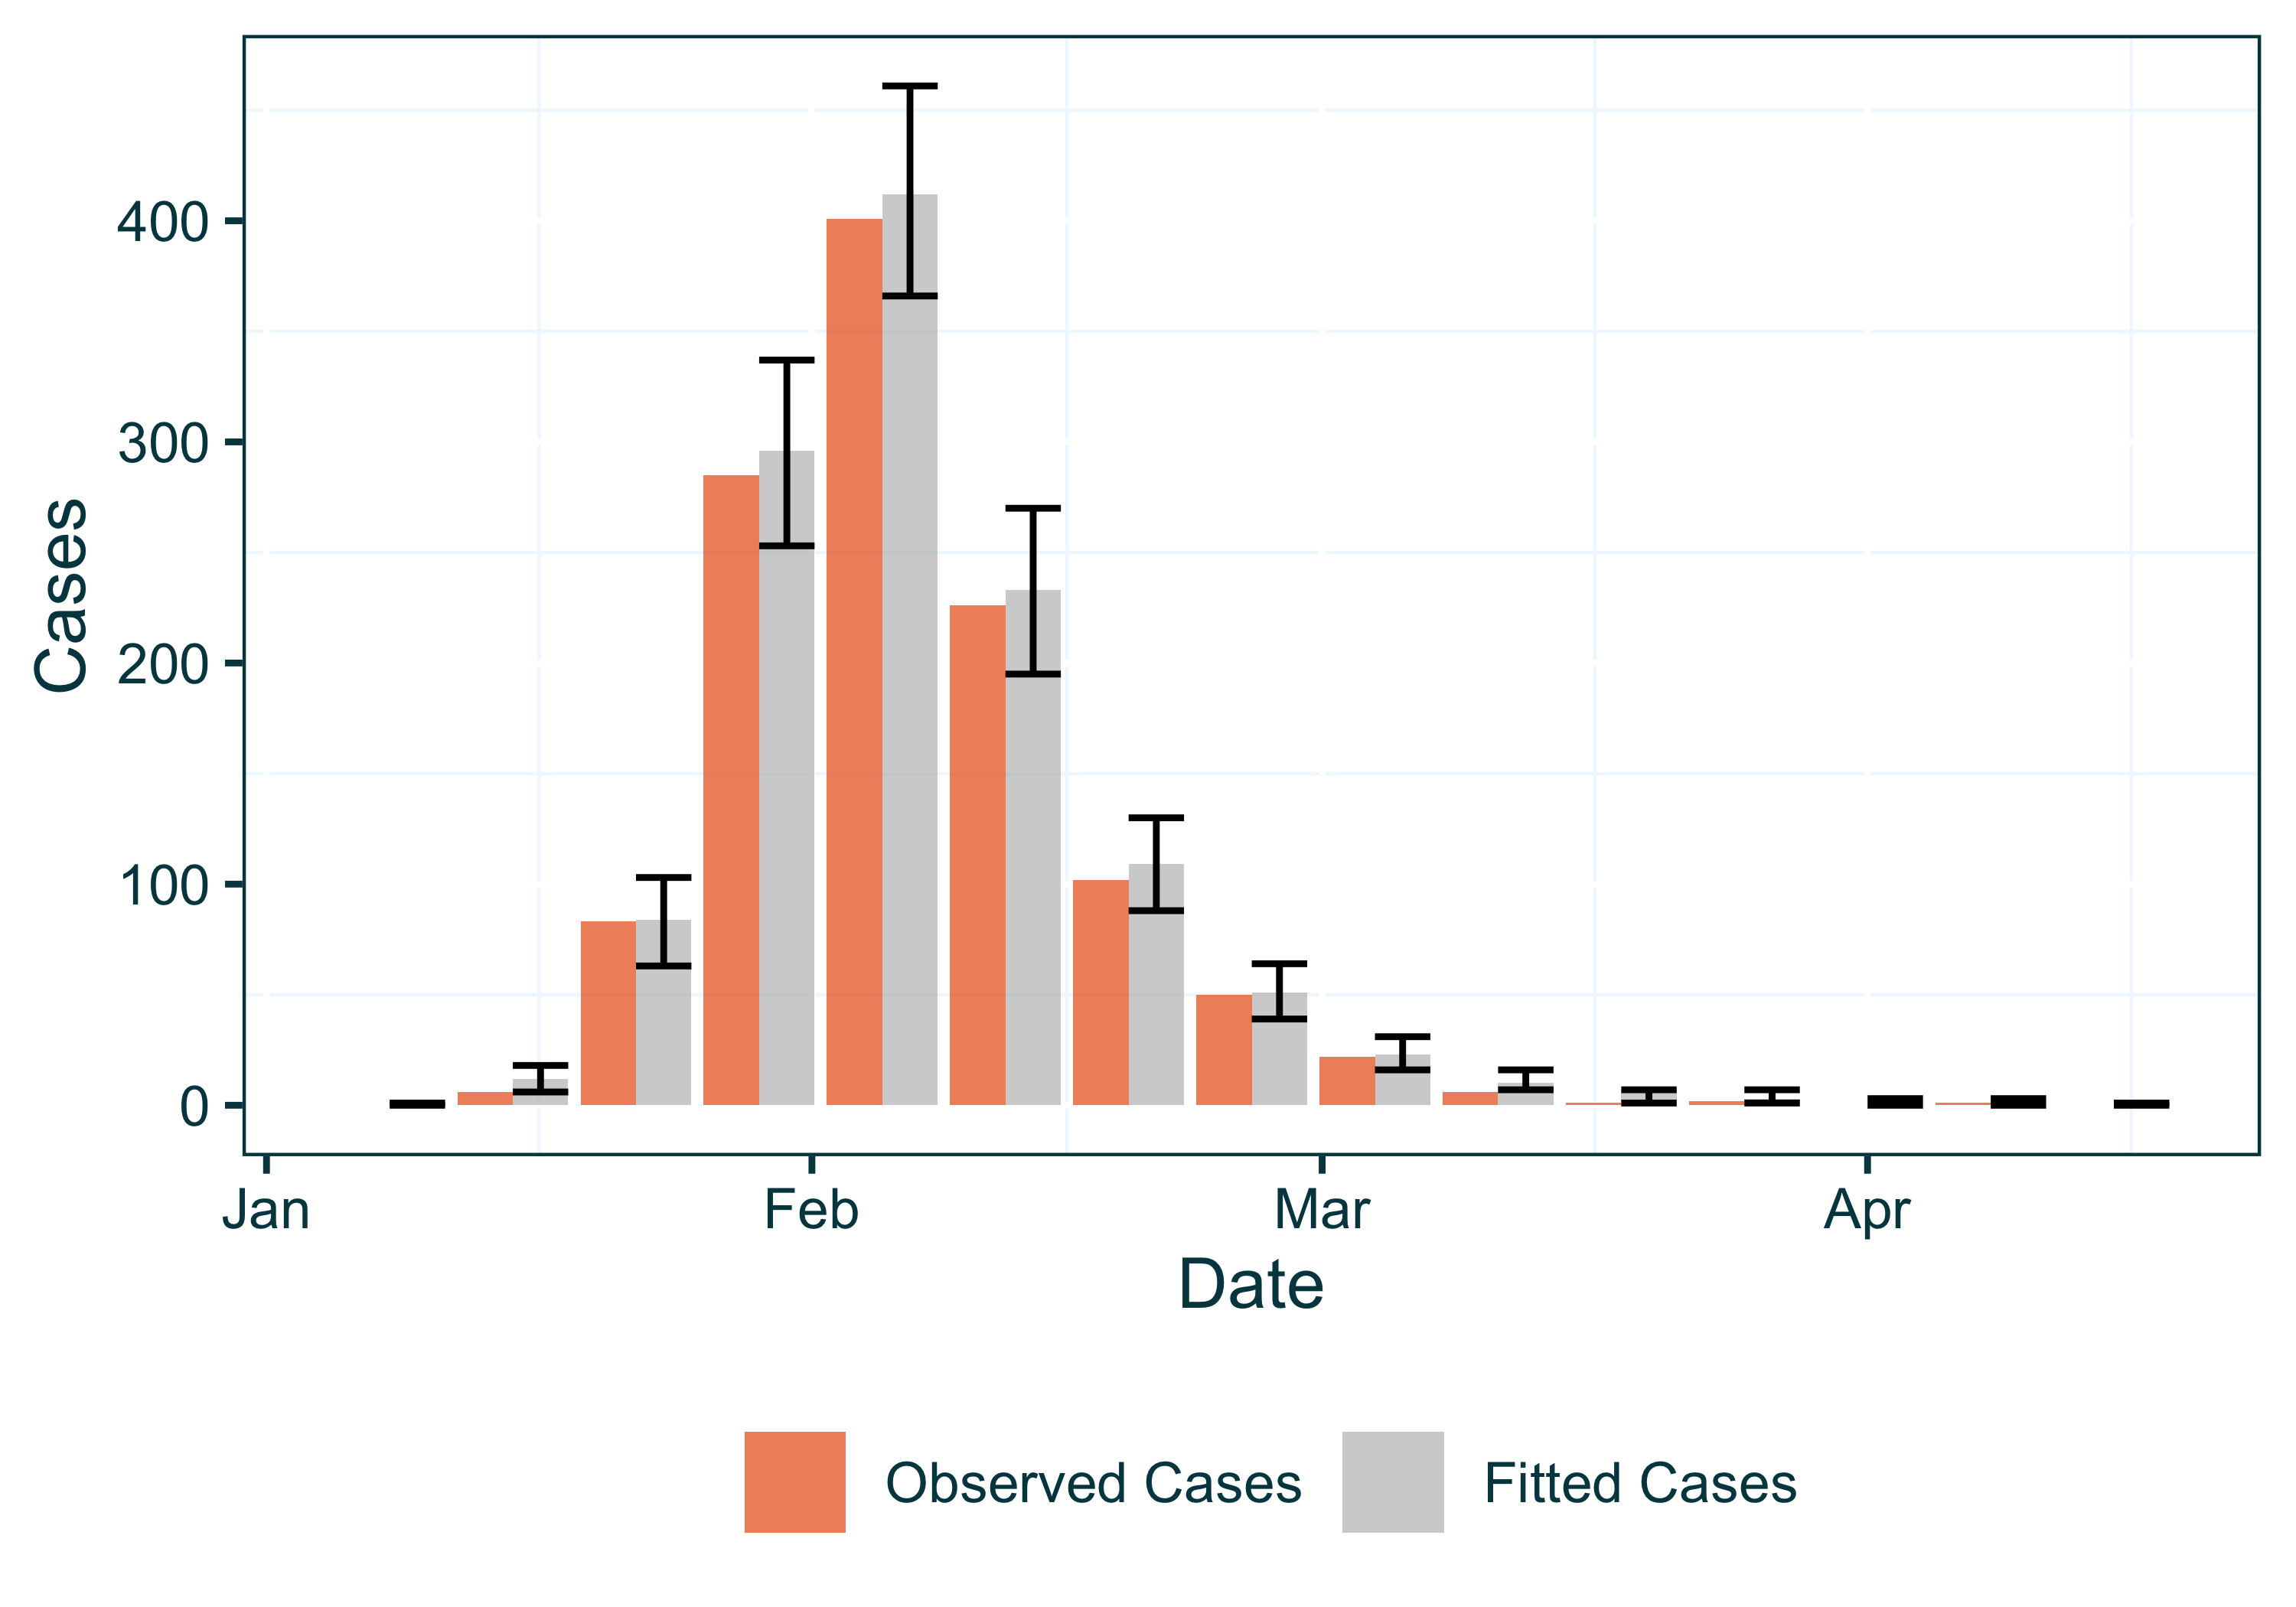 Cases
400
300
200
100
0
Jan Feb Mar Apr
Date
Observed Cases Fitted Cases